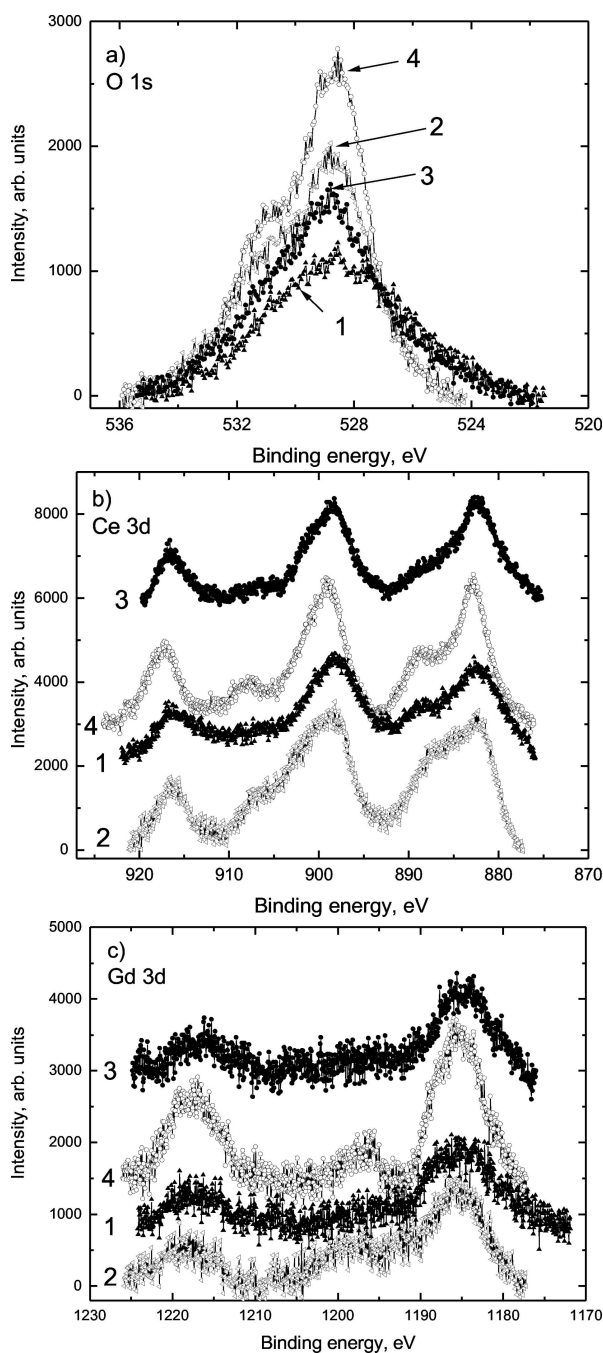 a)
O 1s
3000
2000
1000
0
Intensity, arb. units
4
2
3
1
536 532 528 524 520
Binding energy, eV
b)
Ce 3d
8000
6000
4000
2000
0
Intensity, arb. units
3
4
1
2
920 910 900 890 880 870
Binding energy, eV
c)
Gd 3d
5000
4000
3000
2000
1000
0
Intensity, arb. units
3
4
1
2
1230 1220 1210 1200 1190 1180 1170
Binding energy, eV